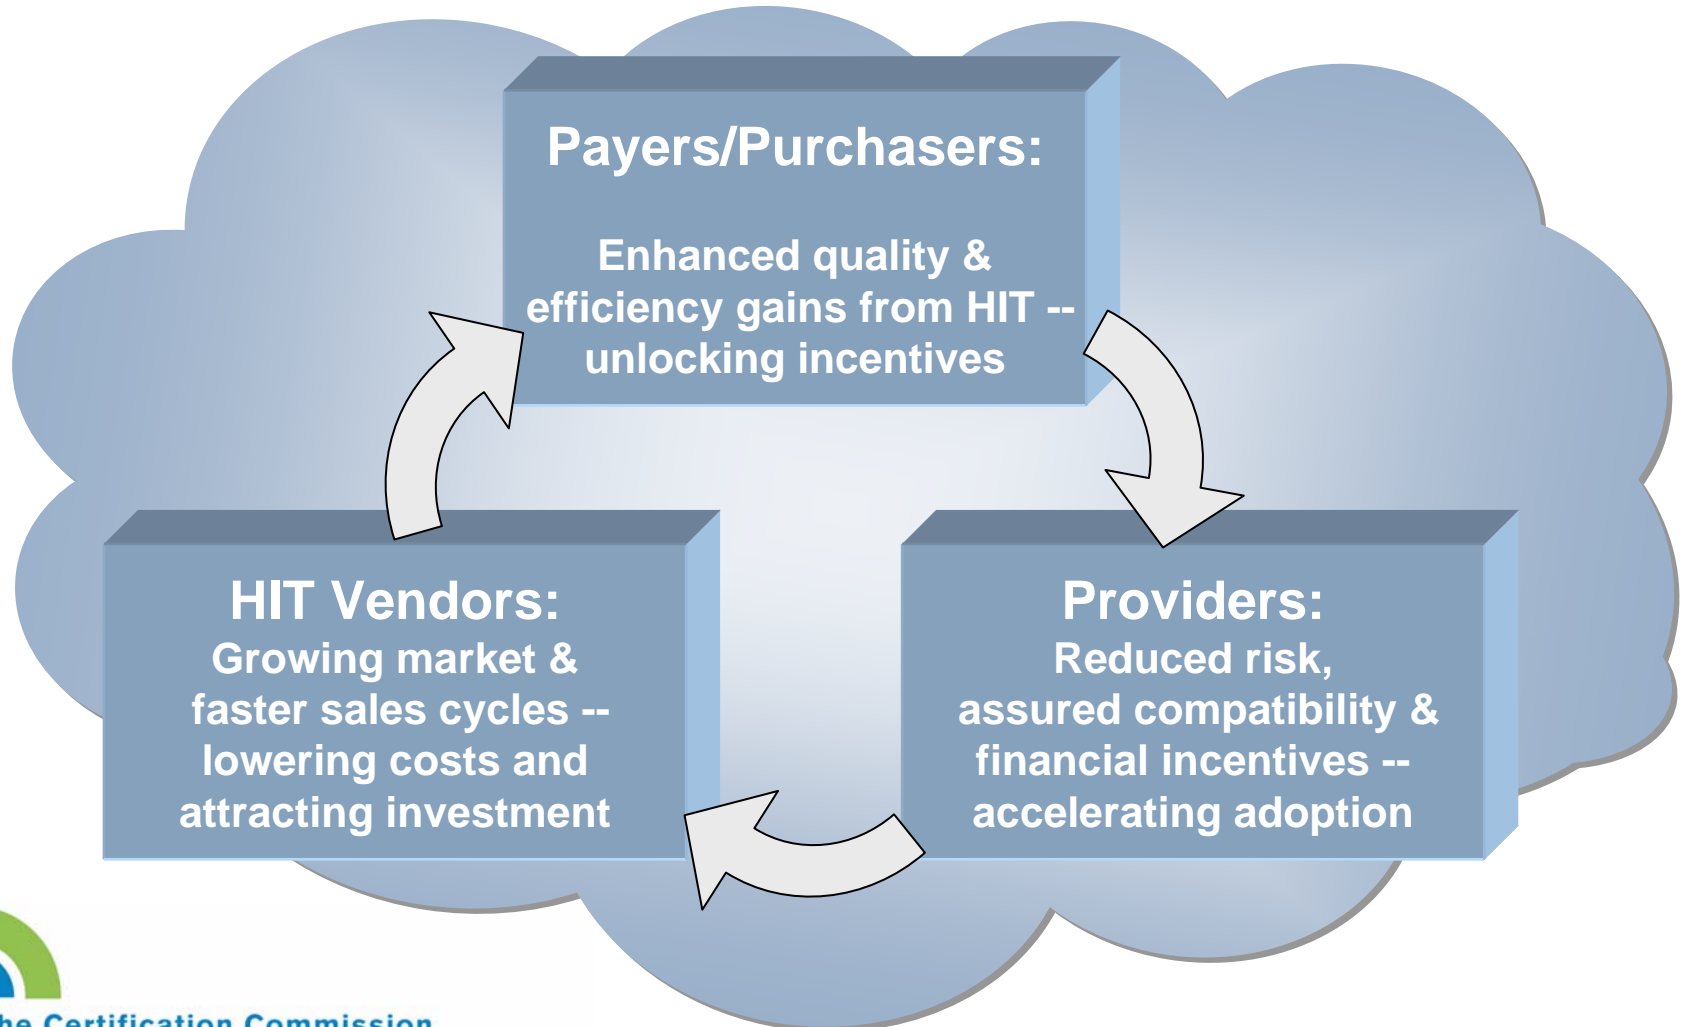 Payers/Purchasers:
Enhanced quality &
efficiency gains from HIT --
unlocking incentives
HIT Vendors:
Growing market &
faster sales cycles --
lowering costs and
attracting investment
Providers:
Reduced risk,
assured compatibility &
financial incentives --
accelerating adoption
Certification Commission